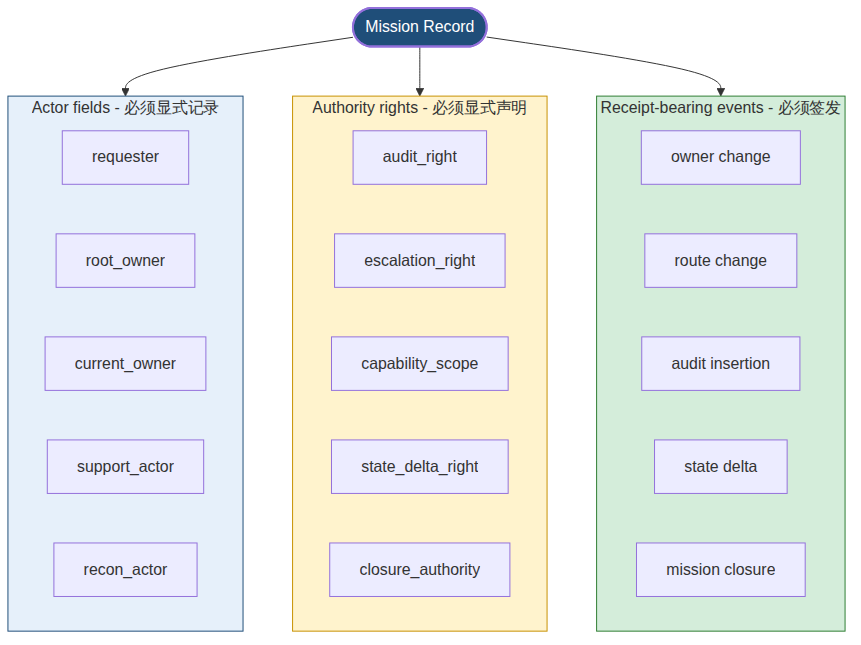 Mission Record
Actor fields - 必须显式记录
requester
root_owner
current_owner
support_actor
recon_actor
Authority rights - 必须显式声明
audit_right
escalation_right
capability_scope
state_delta_right
closure_authority
Receipt-bearing events - 必须签发
owner change
route change
audit insertion
state delta
mission closure